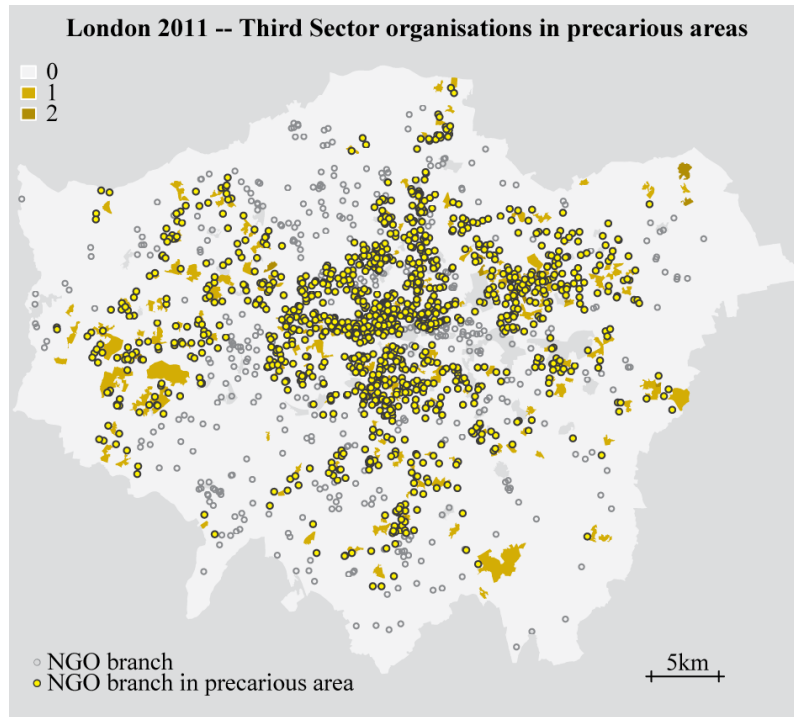 London 2011 -- Third Sector organisations in precarious areas
0
1
2
NGO branch
NGO branch in precarious area
5km